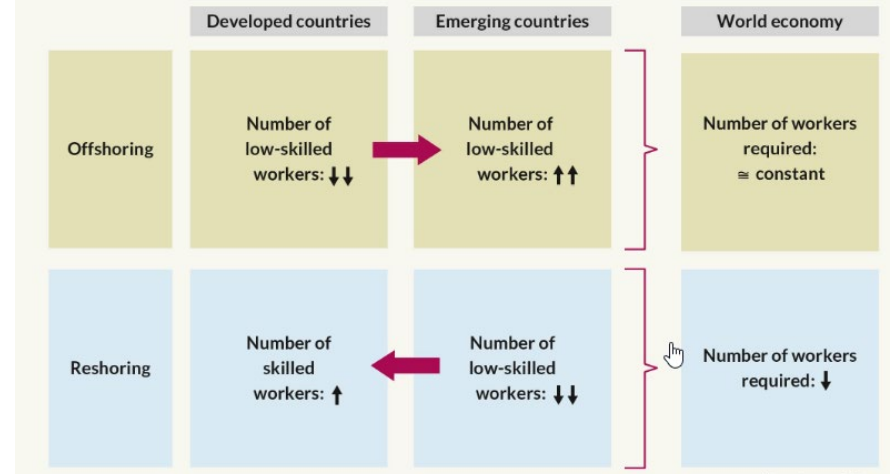 Developed countries
Emerging countries
World economy
Offshoring
Number of
low-skilled
workers: ↓↓
Number of
low-skilled
workers: ↑↑
Number of workers
required:
≅ constant
Reshoring
Number of
skilled
workers: ↑
Number of
low-skilled
workers: ↓↓
Number of workers
required: ↓